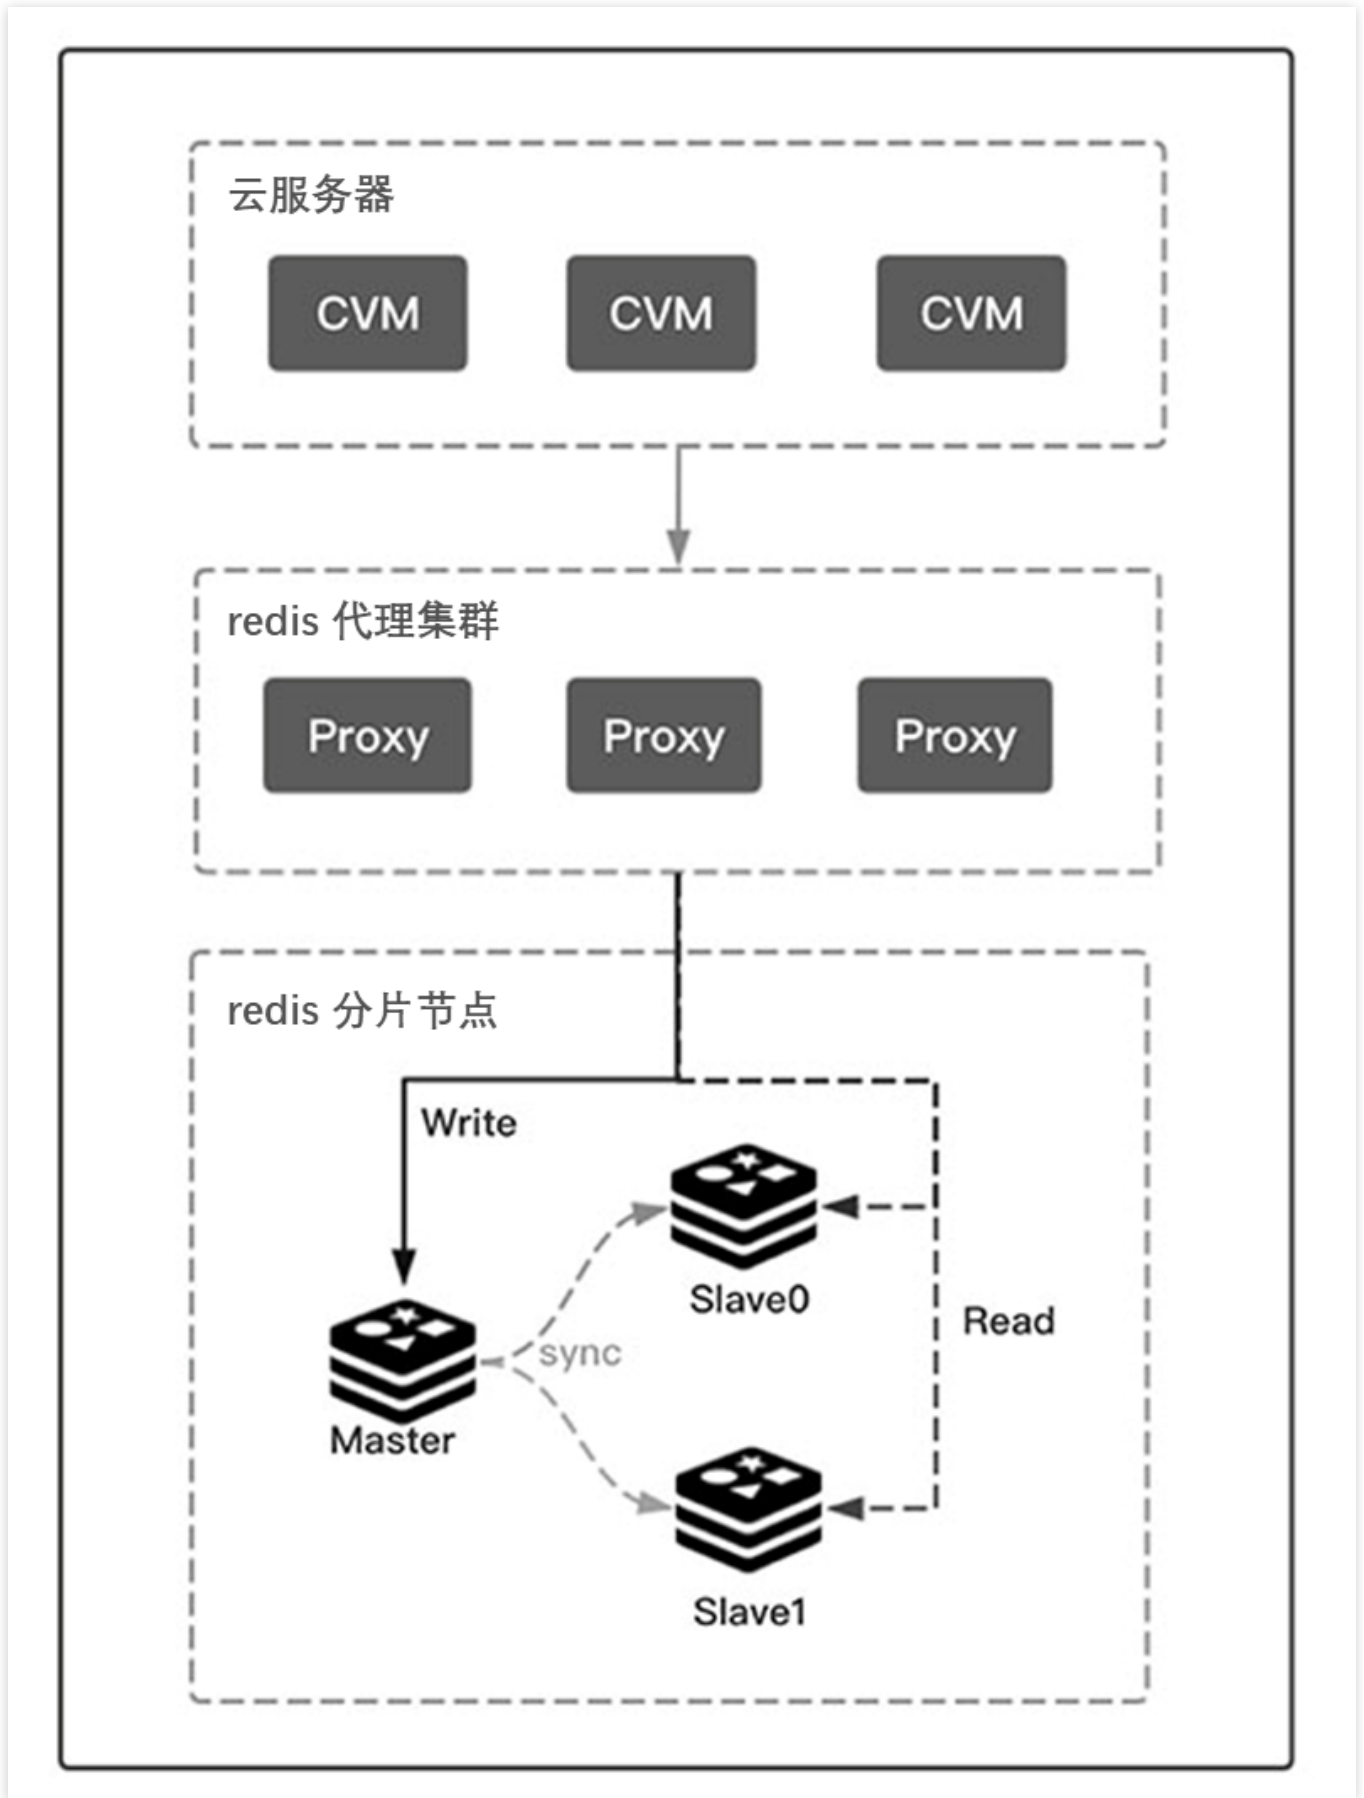 云服务器
CVM
CVM
CVM
redis 代理集群
Proxy
Proxy
Proxy
redis 分片节点
Write
Slave0
Read
sync
Master
Slave1